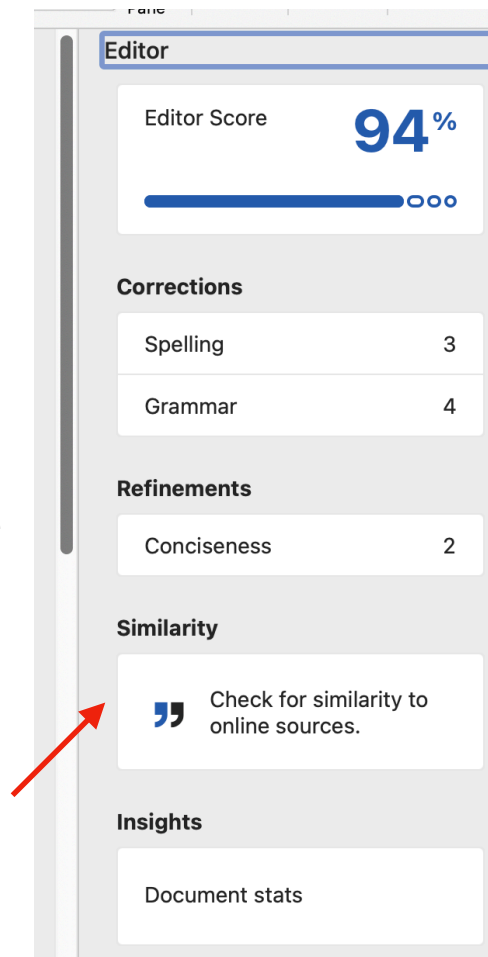 Pane
Editor
Editor Score
94%
Corrections
Spelling 3
Grammar 4
Refinements
Conciseness 2
Similarity
Check for similarity to
online sources.
Insights
Document stats